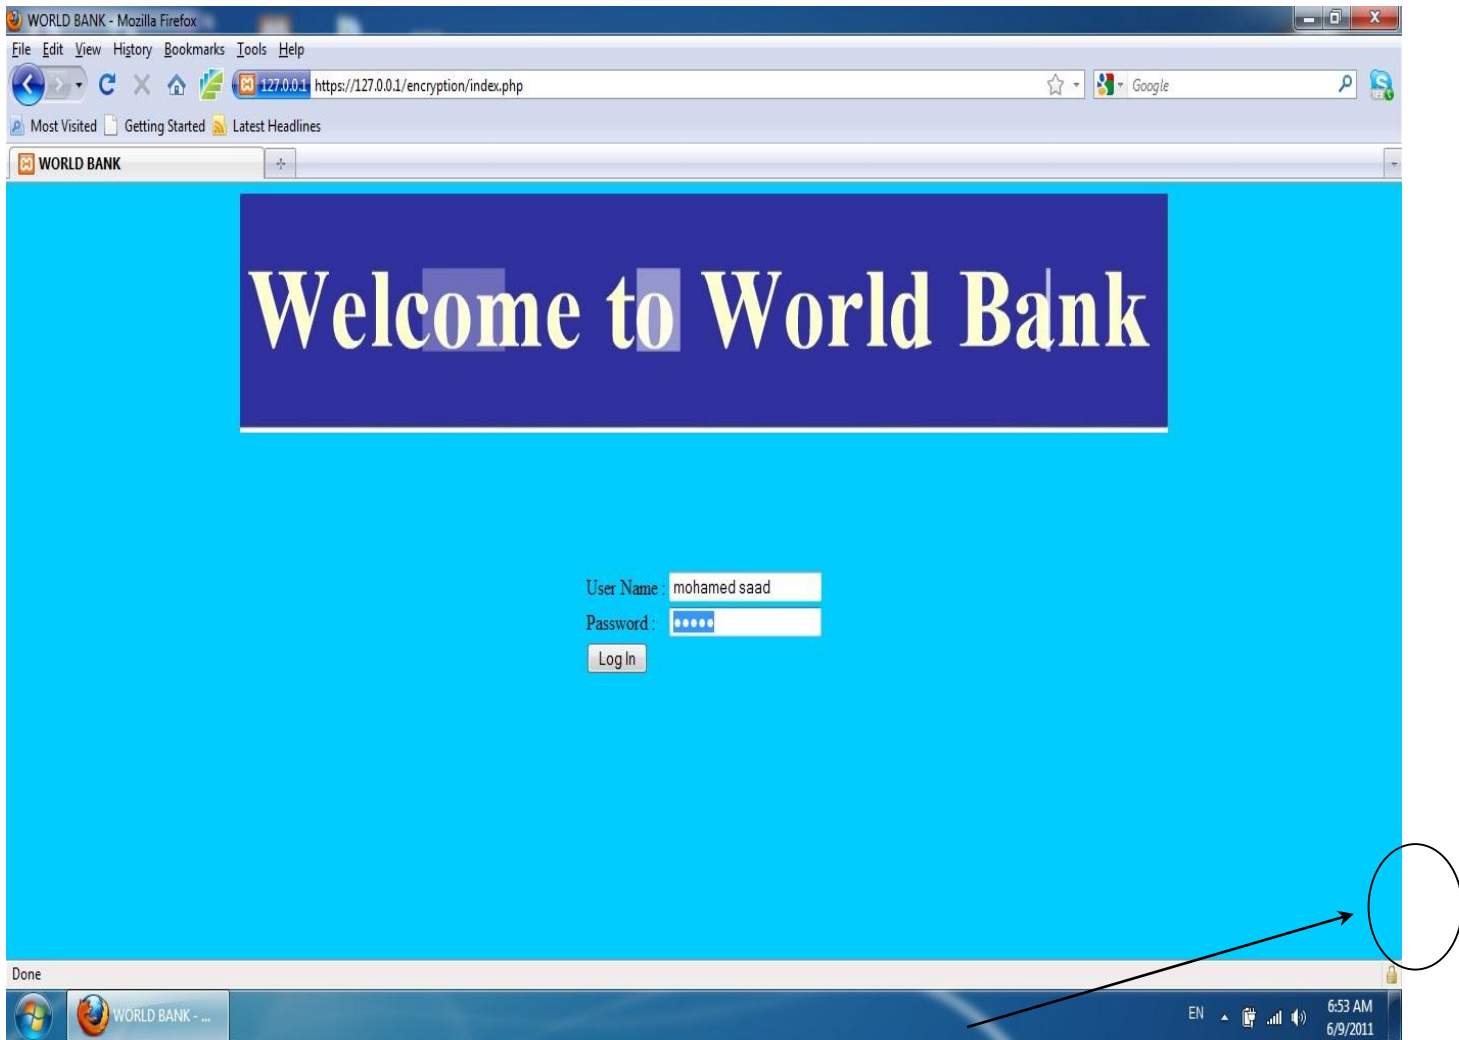 WORLD BANK - Mozilla Firefox
File Edit View History Bookmarks Tools Help
127.0.0.1 https://127.0.0.1/encryption/index.php
Google
Most Visited Getting Started Latest Headlines
WORLD BANK
Welcome to World Bank
User Name : mohamed saad
Password : •••••
Log In
Done
WORLD BANK - ...
EN
6:53 AM
6/9/2011